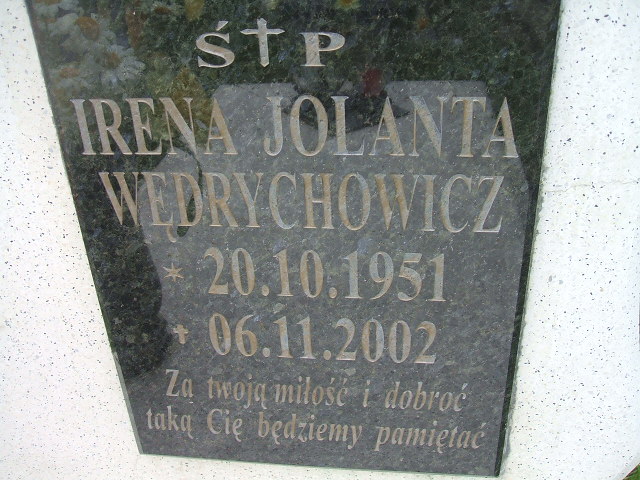 Ś✝P
IRENA JOLANTA
WĘDRYCHOWICZ
* 20.10.1951
✝ 06.11.2002
Za twoją miłość i dobroć
taką Cię będziemy pamiętać